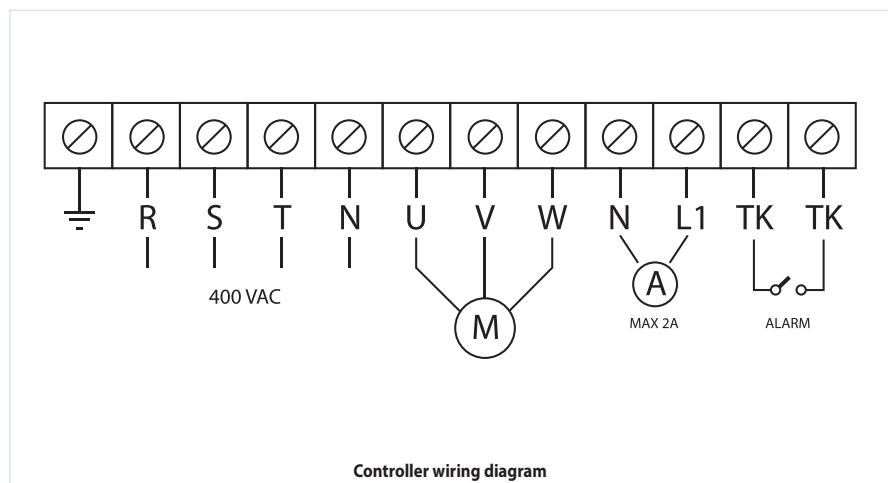 R S T N U V W N L1 TK TK
400 VAC
A
M
MAX 2A
ALARM
Controller wiring diagram